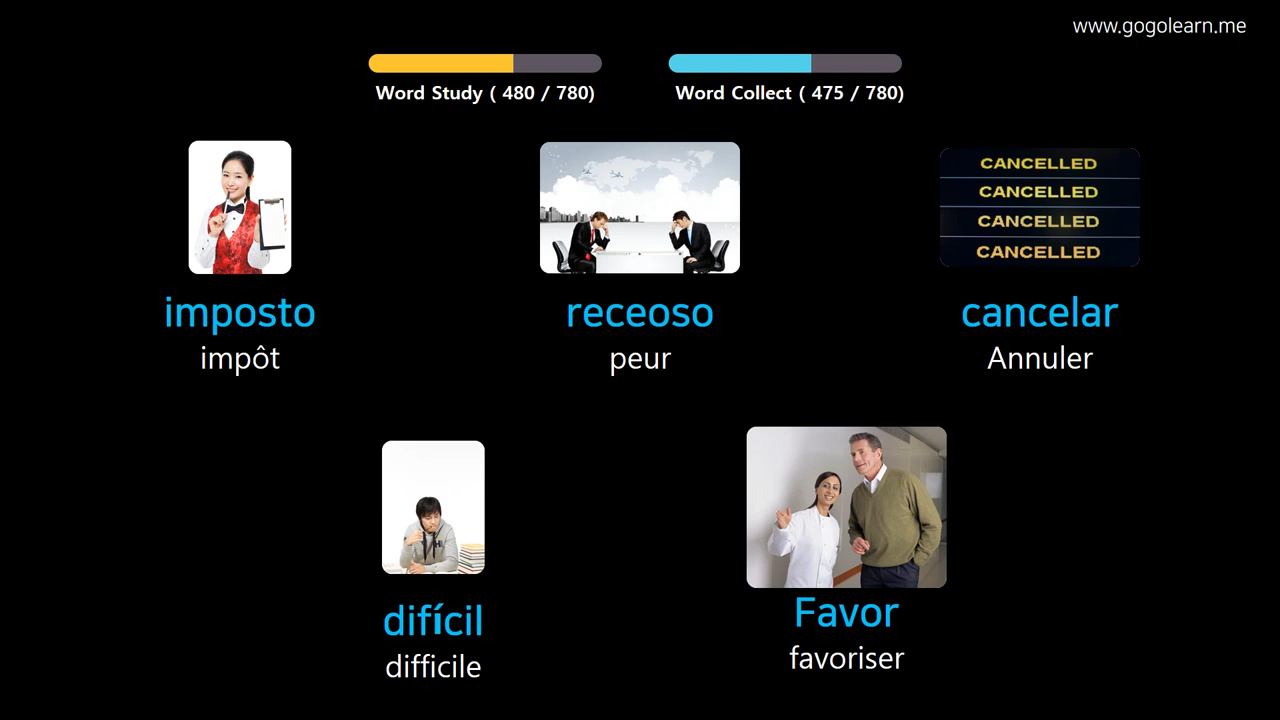 www.gogolearn.me
Word Study ( 480 / 780)
Word Collect ( 475 / 780)
CANCELLED
CANCELLED
CANCELLED
CANCELLED
imposto
impôt
receoso
peur
cancelar
Annuler
difícil
difficile
Favor
favoriser